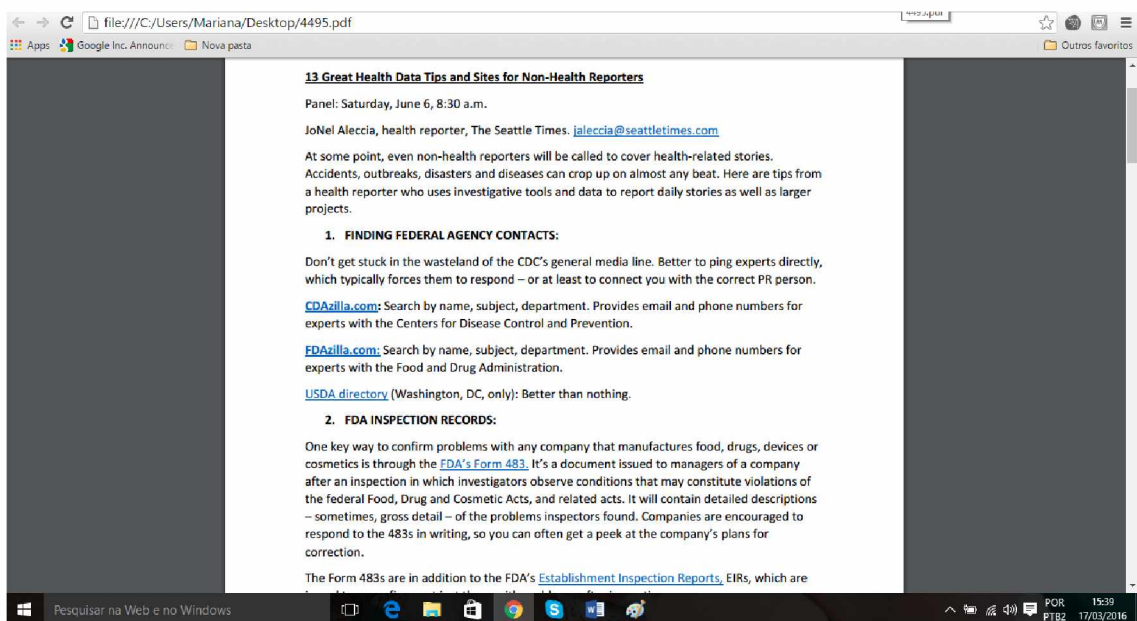 4495.pdf
file:///C:/Users/Mariana/Desktop/4495.pdf
Apps Google Inc. Announc Nova pasta Outros favoritos
13 Great Health Data Tips and Sites for Non-Health Reporters
Panel: Saturday, June 6, 8:30 a.m.
JoNel Aleccia, health reporter, The Seattle Times. jaleccia@seattletimes.com
At some point, even non-health reporters will be called to cover health-related stories.
Accidents, outbreaks, disasters and diseases can crop up on almost any beat. Here are tips from
a health reporter who uses investigative tools and data to report daily stories as well as larger
projects.
1. FINDING FEDERAL AGENCY CONTACTS:
Don't get stuck in the wasteland of the CDC's general media line. Better to ping experts directly,
which typically forces them to respond – or at least to connect you with the correct PR person.
CDAzilla.com: Search by name, subject, department. Provides email and phone numbers for
experts with the Centers for Disease Control and Prevention.
FDAzilla.com: Search by name, subject, department. Provides email and phone numbers for
experts with the Food and Drug Administration.
USDA directory (Washington, DC, only): Better than nothing.
2. FDA INSPECTION RECORDS:
One key way to confirm problems with any company that manufactures food, drugs, devices or
cosmetics is through the FDA's Form 483. It's a document issued to managers of a company
after an inspection in which investigators observe conditions that may constitute violations of
the federal Food, Drug and Cosmetic Acts, and related acts. It will contain detailed descriptions
– sometimes, gross detail – of the problems inspectors found. Companies are encouraged to
respond to the 483s in writing, so you can often get a peek at the company's plans for
correction.
The Form 483s are in addition to the FDA's Establishment Inspection Reports, EIRs, which are
Pesquisar na Web e no Windows
POR 15:39
PTB2 17/03/2016